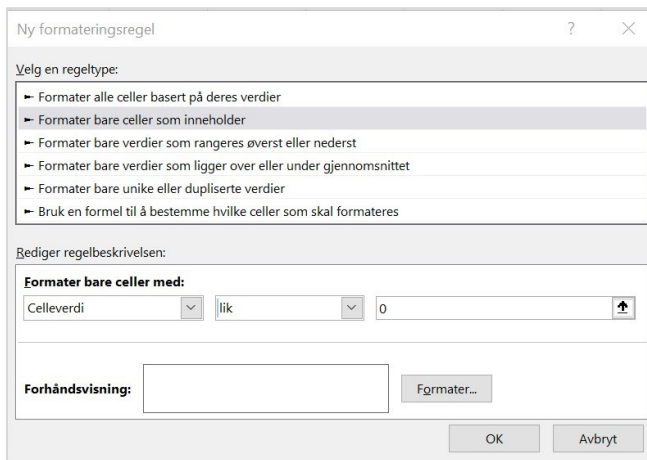 Ny formateringsregel ? ×
Velg en regeltype:
► Formater alle celler basert på deres verdier
► Formater bare celler som inneholder
► Formater bare verdier som rangeres øverst eller nederst
► Formater bare verdier som ligger over eller under gjennomsnittet
► Formater bare unike eller dupliserte verdier
► Bruk en formel til å bestemme hvilke celler som skal formateres
Rediger regelbeskrivelsen:
Formater bare celler med:
Celleverdi lik 0
Forhåndsvisning: Formater...
OK Avbryt